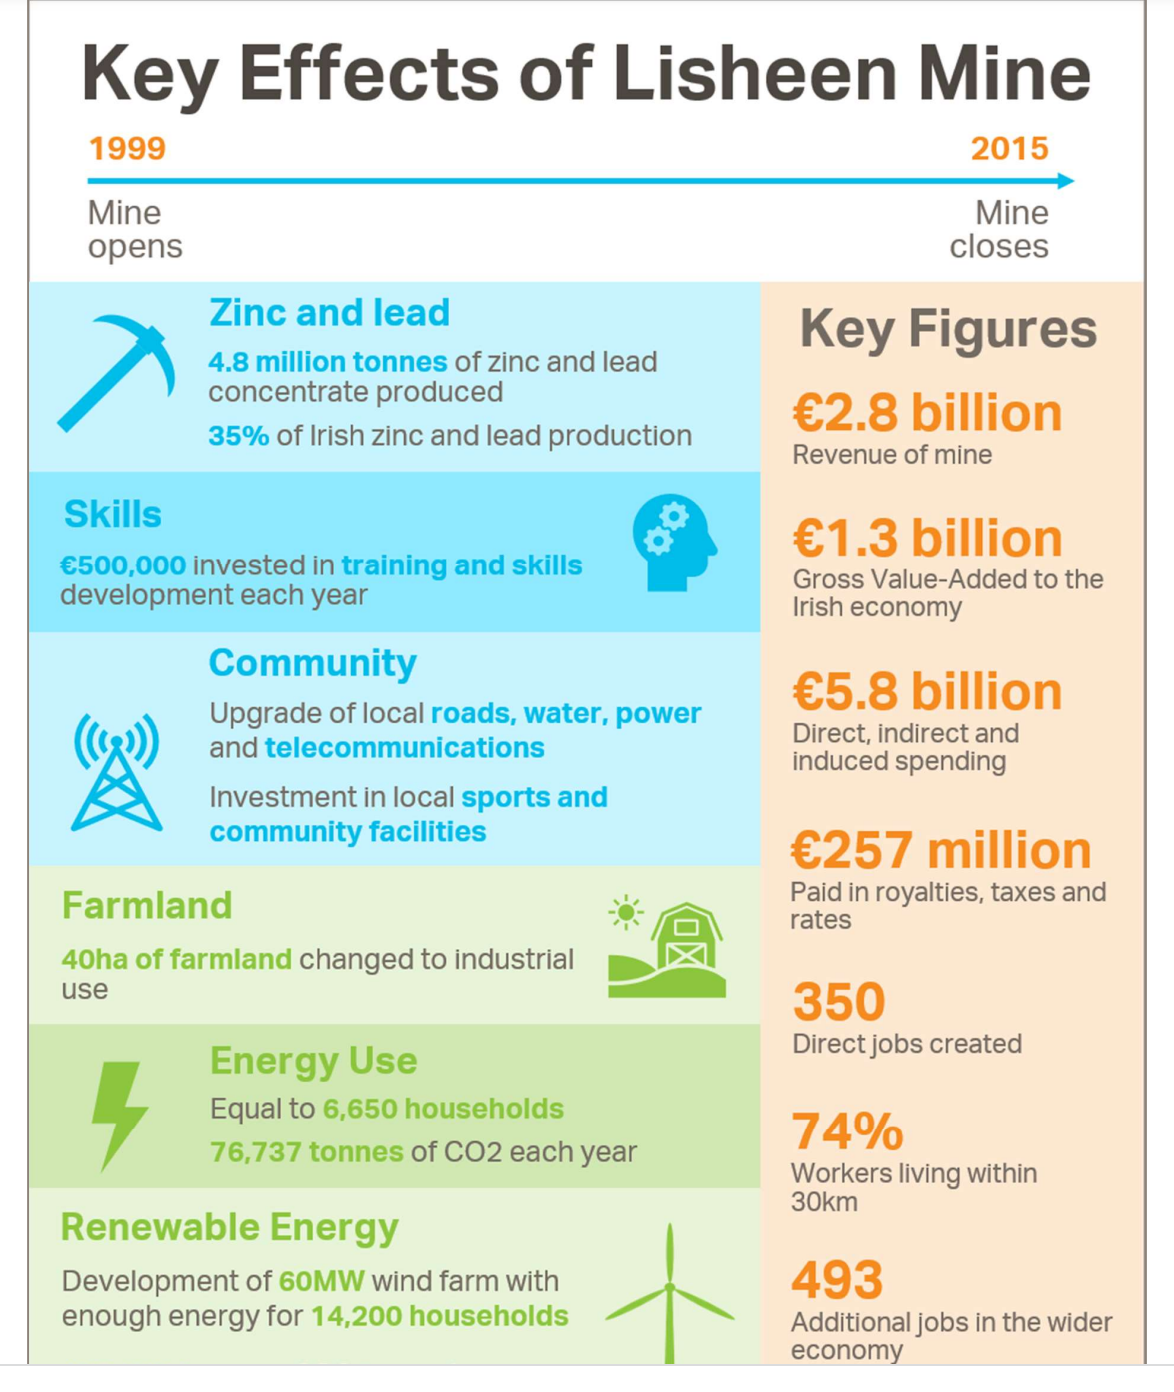 Key Effects of Lisheen Mine
1999
2015
Mine
opens
Mine
closes
Zinc and lead
4.8 million tonnes of zinc and lead
concentrate produced
35% of Irish zinc and lead production
Skills
€500,000 invested in training and skills
development each year
Community
Upgrade of local roads, water, power
and telecommunications
Investment in local sports and
community facilities
Farmland
40ha of farmland changed to industrial
use
Energy Use
Equal to 6,650 households
76,737 tonnes of CO2 each year
Renewable Energy
Development of 60MW wind farm with
enough energy for 14,200 households
Key Figures
€2.8 billion
Revenue of mine
€1.3 billion
Gross Value-Added to the
Irish economy
€5.8 billion
Direct, indirect and
induced spending
€257 million
Paid in royalties, taxes and
rates
350
Direct jobs created
74%
Workers living within
30km
493
Additional jobs in the wider
economy